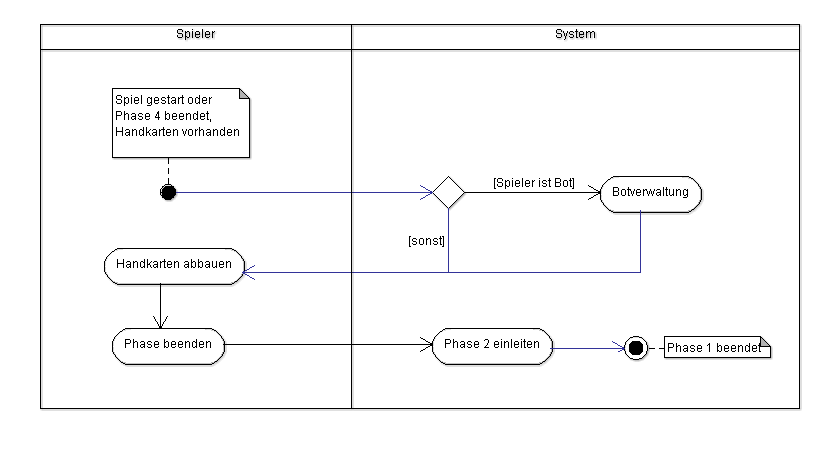 Spieler
System
Spiel gestart oder
Phase 4 beendet,
Handkarten vorhanden
[Spieler ist Bot]
Botverwaltung
[sonst]
Handkarten abbauen
Phase beenden
Phase 2 einleiten
Phase 1 beendet